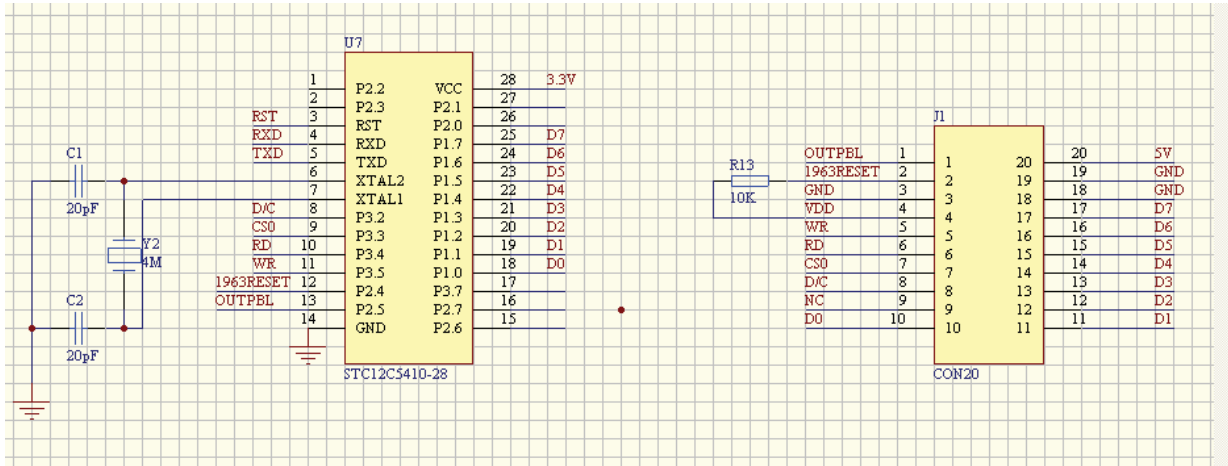 U7
1 P2.2 VCC 28 3.3V
2 P2.3 P2.1 27
RST 3 RST P2.0 26
RXD 4 RXD P1.7 25 D7
TXD 5 TXD P1.6 24 D6
6 XTAL2 P1.5 23 D5
7 XTAL1 P1.4 22 D4
D/C 8 P3.2 P1.3 21 D3
CS0 9 P3.3 P1.2 20 D2
RD 10 P3.4 P1.1 19 D1
WR 11 P3.5 P1.0 18 D0
1963RESET 12 P2.4 P3.7 17
OUTPBL 13 P2.5 P2.7 16
14 GND P2.6 15
STC12C5410-28
C1
20pF
Y2
4M
C2
20pF
R13
10K
J1
OUTPBL 1 1 20 20 5V
1963RESET 2 2 19 19 GND
GND 3 3 18 18 GND
VDD 4 4 17 17 D7
WR 5 5 16 16 D6
RD 6 6 15 15 D5
CS0 7 7 14 14 D4
D/C 8 8 13 13 D3
NC 9 9 12 12 D2
D0 10 10 11 11 D1
CON20